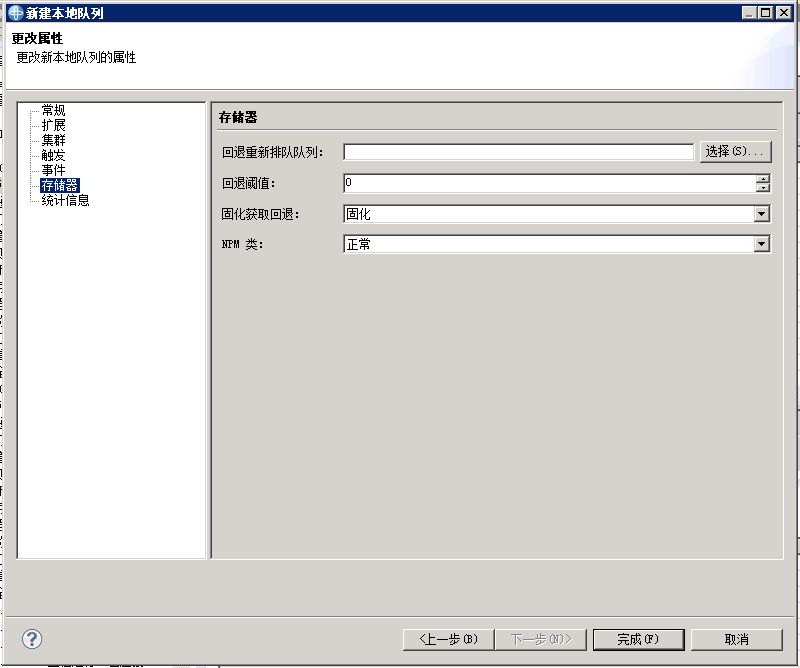 新建本地队列
更改属性
更改新本地队列的属性
常规
扩展
集群
触发
事件
存储器
统计信息
存储器
回退重新排队队列：
选择(S)...
回退阈值：
0
固化获取回退：
固化
NPM 类：
正常
?
<上一步(B)
下一步(N)>
完成(F)
取消